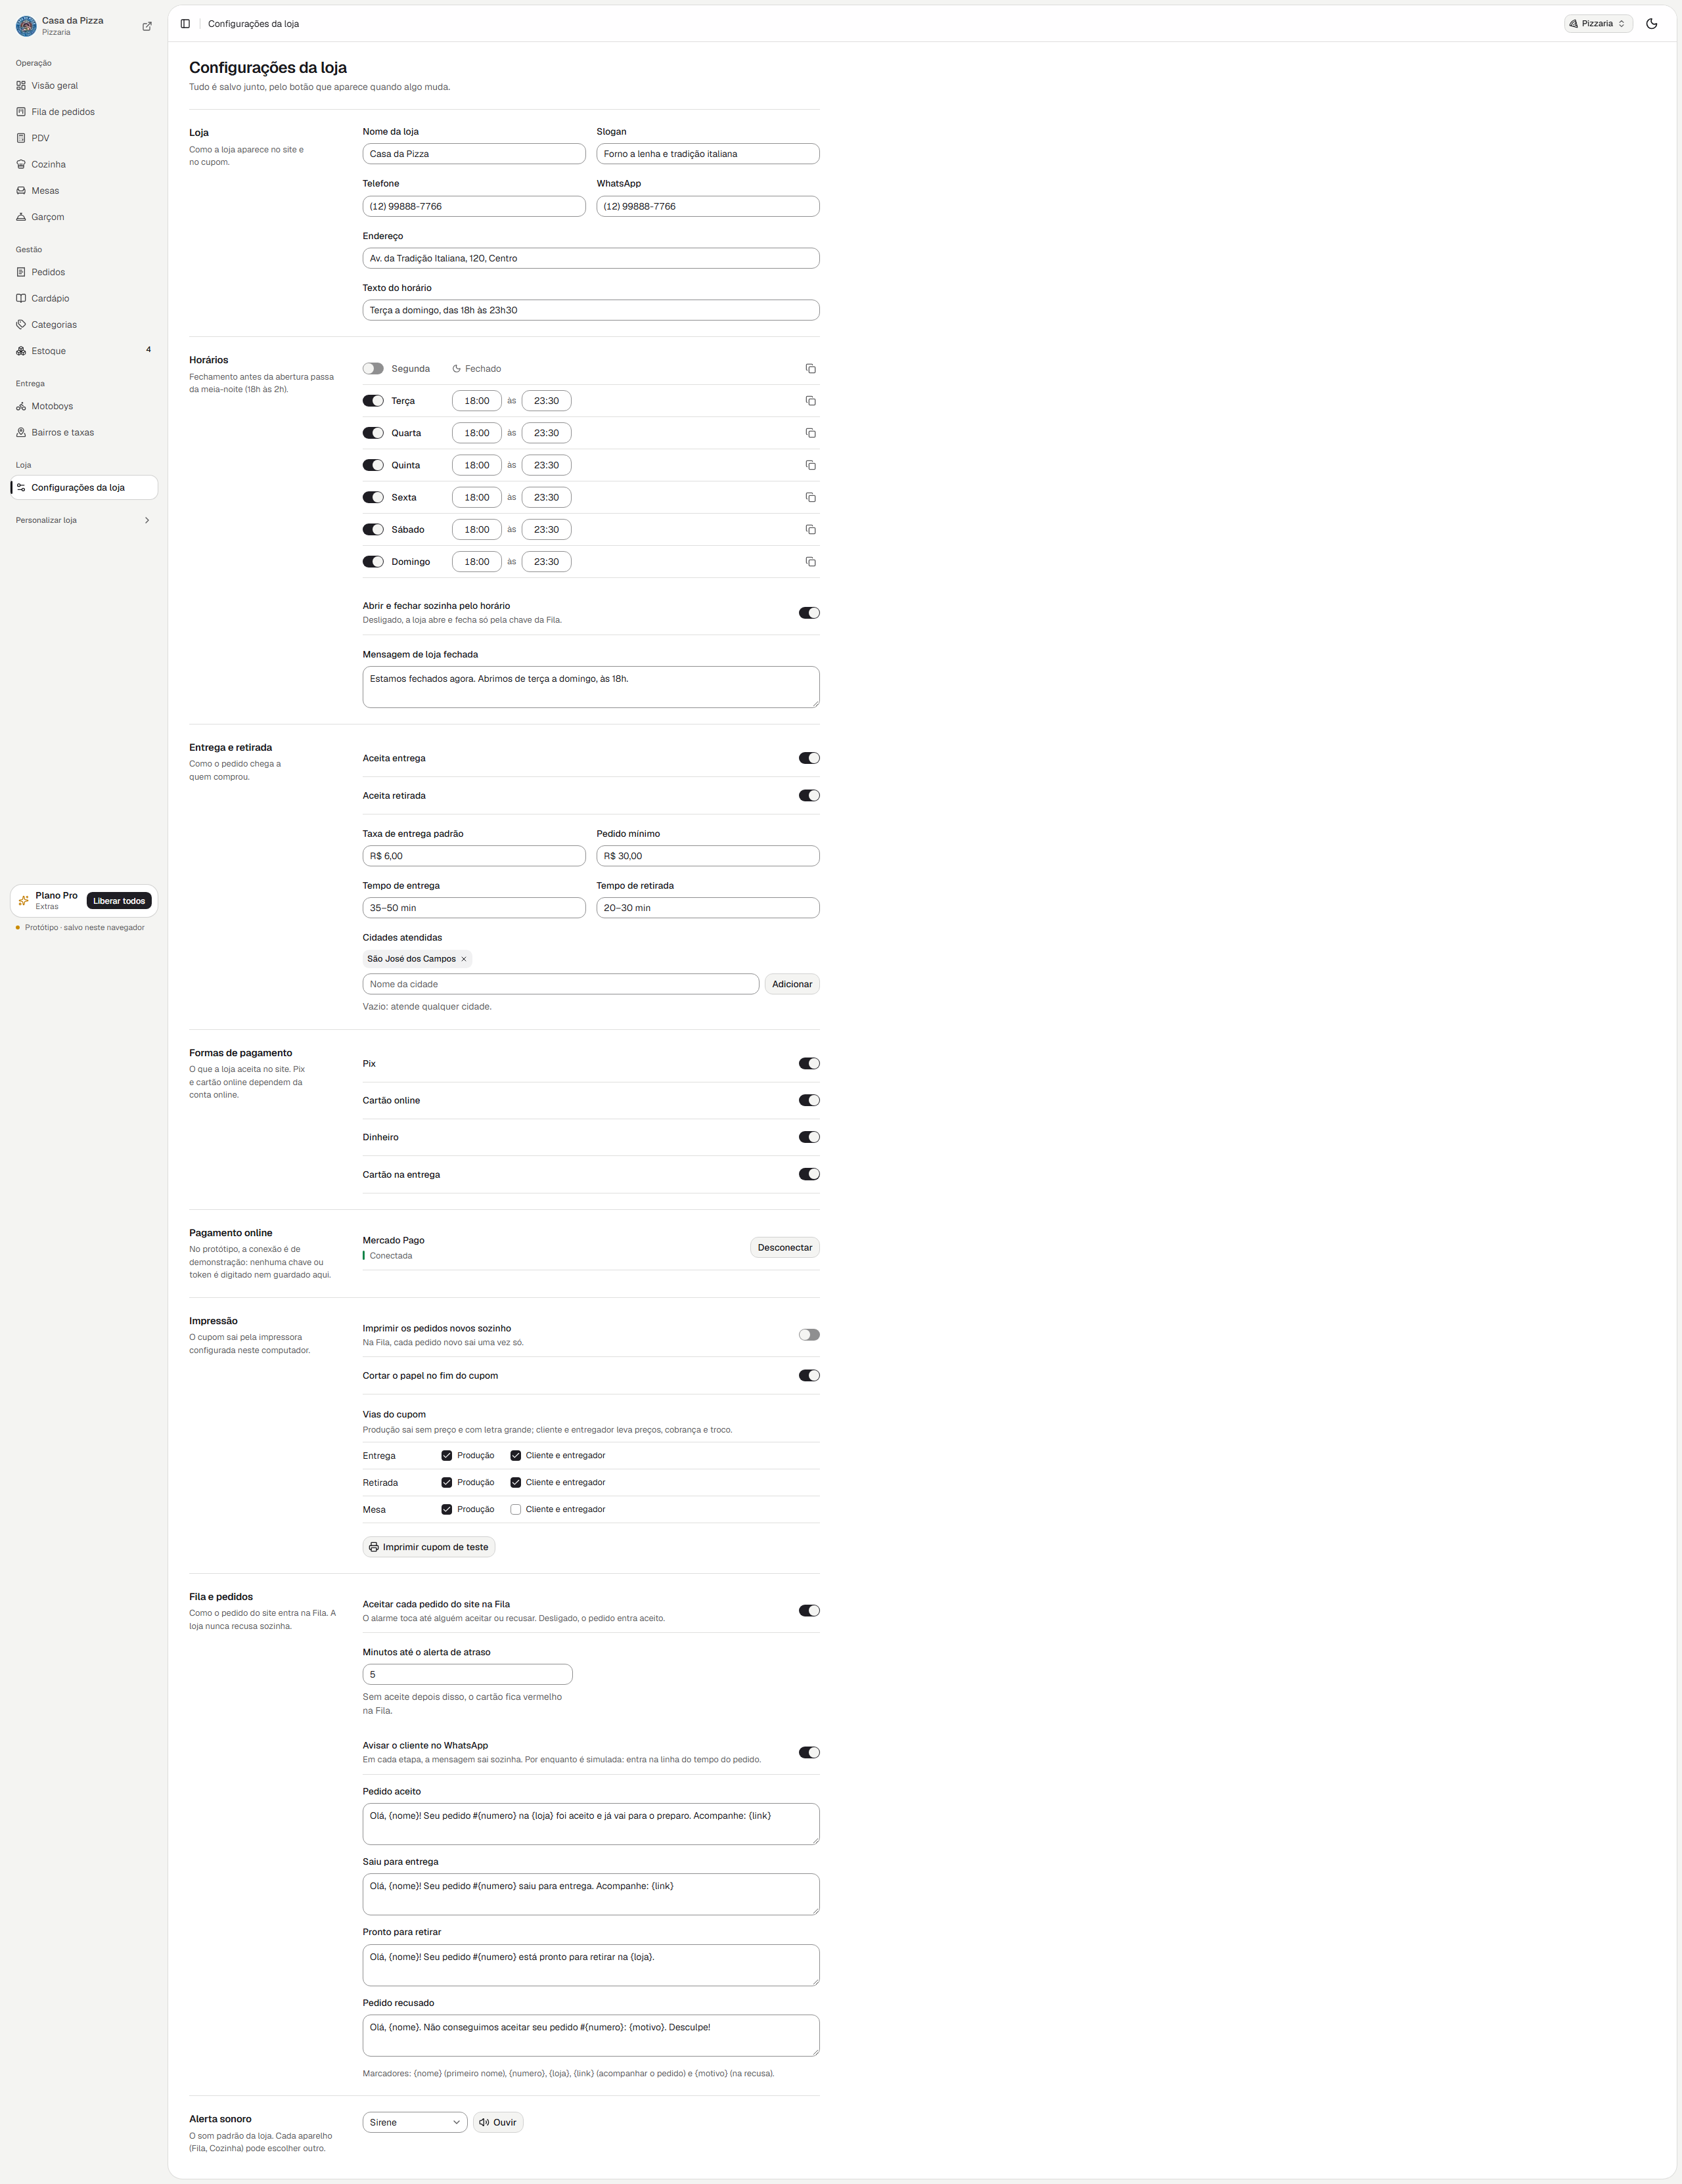 Casa da Pizza
Pizzaria
Operação
Visão geral
Fila de pedidos
PDV
Cozinha
Mesas
Garçom
Gestão
Pedidos
Cardápio
Categorias
Estoque 4
Entrega
Motoboys
Bairros e taxas
Loja
Configurações da loja
Personalizar loja
Plano Pro
Extras
Liberar todos
Protótipo · salvo neste navegador
Configurações da loja
Pizzaria
Configurações da loja
Tudo é salvo junto, pelo botão que aparece quando algo muda.
Loja
Como a loja aparece no site e
no cupom.
Nome da loja Slogan
Casa da Pizza Forno a lenha e tradição italiana
Telefone WhatsApp
(12) 99888-7766 (12) 99888-7766
Endereço
Av. da Tradição Italiana, 120, Centro
Texto do horário
Terça a domingo, das 18h às 23h30
Horários
Fechamento antes da abertura passa
da meia-noite (18h às 2h).
Segunda Fechado
Terça 18:00 às 23:30
Quarta 18:00 às 23:30
Quinta 18:00 às 23:30
Sexta 18:00 às 23:30
Sábado 18:00 às 23:30
Domingo 18:00 às 23:30
Abrir e fechar sozinha pelo horário
Desligado, a loja abre e fecha só pela chave da Fila.
Mensagem de loja fechada
Estamos fechados agora. Abrimos de terça a domingo, às 18h.
Entrega e retirada
Como o pedido chega a
quem comprou.
Aceita entrega
Aceita retirada
Taxa de entrega padrão Pedido mínimo
R$ 6,00 R$ 30,00
Tempo de entrega Tempo de retirada
35–50 min 20–30 min
Cidades atendidas
São José dos Campos
Nome da cidade Adicionar
Vazio: atende qualquer cidade.
Formas de pagamento
O que a loja aceita no site. Pix
e cartão online dependem da
conta online.
Pix
Cartão online
Dinheiro
Cartão na entrega
Pagamento online
No protótipo, a conexão é de
demonstração: nenhuma chave ou
token é digitado nem guardado aqui.
Mercado Pago
Conectada
Desconectar
Impressão
O cupom sai pela impressora
configurada neste computador.
Imprimir os pedidos novos sozinho
Na Fila, cada pedido novo sai uma vez só.
Cortar o papel no fim do cupom
Vias do cupom
Produção sai sem preço e com letra grande; cliente e entregador leva preços, cobrança e troco.
Entrega Produção Cliente e entregador
Retirada Produção Cliente e entregador
Mesa Produção Cliente e entregador
Imprimir cupom de teste
Fila e pedidos
Como o pedido do site entra na Fila. A
loja nunca recusa sozinha.
Aceitar cada pedido do site na Fila
O alarme toca até alguém aceitar ou recusar. Desligado, o pedido entra aceito.
Minutos até o alerta de atraso
5
Sem aceite depois disso, o cartão fica vermelho
na Fila.
Avisar o cliente no WhatsApp
Em cada etapa, a mensagem sai sozinha. Por enquanto é simulada: entra na linha do tempo do pedido.
Pedido aceito
Olá, {nome}! Seu pedido #{numero} na {loja} foi aceito e já vai para o preparo. Acompanhe: {link}
Saiu para entrega
Olá, {nome}! Seu pedido #{numero} saiu para entrega. Acompanhe: {link}
Pronto para retirar
Olá, {nome}! Seu pedido #{numero} está pronto para retirar na {loja}.
Pedido recusado
Olá, {nome}. Não conseguimos aceitar seu pedido #{numero}: {motivo}. Desculpe!
Marcadores: {nome} (primeiro nome), {numero}, {loja}, {link} (acompanhar o pedido) e {motivo} (na recusa).
Alerta sonoro
O som padrão da loja. Cada aparelho
(Fila, Cozinha) pode escolher outro.
Sirene Ouvir